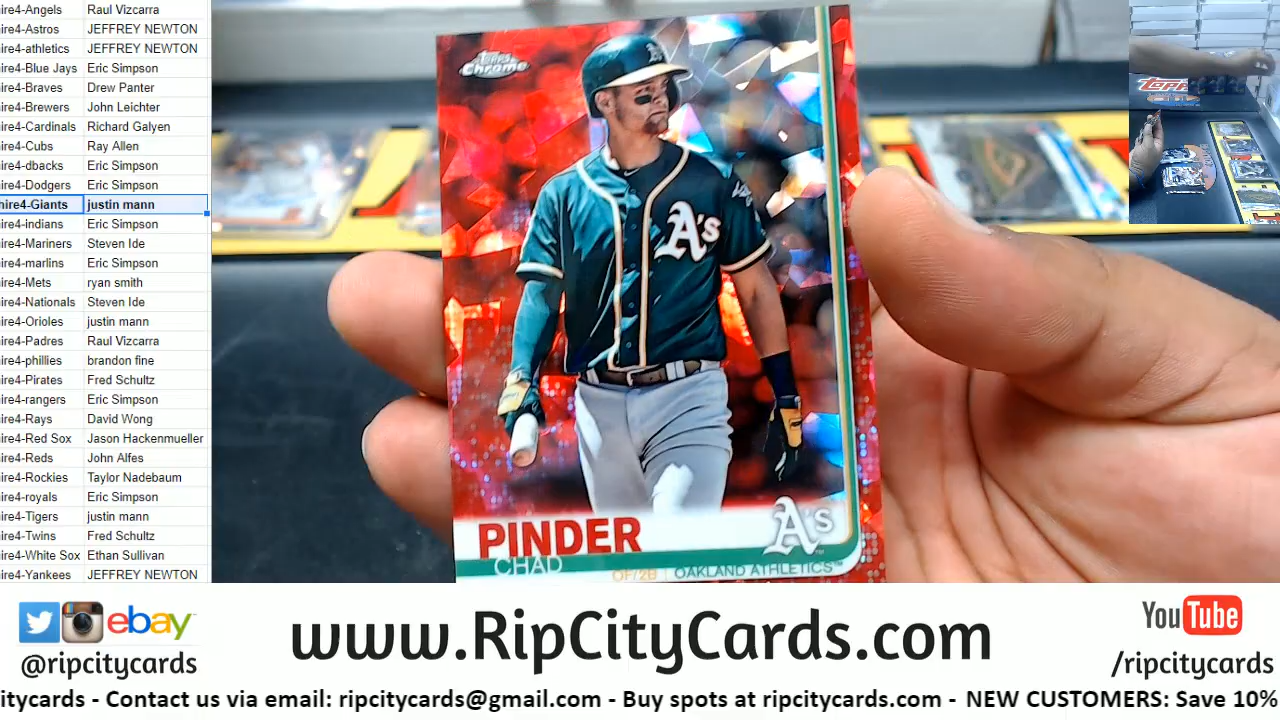 ire4-Angels Raul Vizcarra
ire4-Astros JEFFREY NEWTON
ire4-athletics JEFFREY NEWTON
ire4-Blue Jays Eric Simpson
ire4-Braves Drew Panter
ire4-Brewers John Leichter
ire4-Cardinals Richard Galyen
ire4-Cubs Ray Allen
ire4-dbacks Eric Simpson
ire4-Dodgers Eric Simpson
hire4-Giants justin mann
ire4-indians Eric Simpson
ire4-Mariners Steven Ide
ire4-marlins Eric Simpson
ire4-Mets ryan smith
ire4-Nationals Steven Ide
ire4-Orioles justin mann
ire4-Padres Raul Vizcarra
ire4-phillies brandon fine
ire4-Pirates Fred Schultz
ire4-rangers Eric Simpson
ire4-Rays David Wong
ire4-Red Sox Jason Hackenmueller
ire4-Reds John Alfes
ire4-Rockies Taylor Nadebaum
ire4-royals Eric Simpson
ire4-Tigers justin mann
ire4-Twins Fred Schultz
ire4-White Sox Ethan Sullivan
ire4-Yankees JEFFREY NEWTON
Topps
Chrome
A's
PINDER
CHAD
A's
OF/2B | OAKLAND ATHLETICS™
TOPPS
ebay
@ripcitycards
www.RipCityCards.com
YouTube
/ripcitycards
citycards - Contact us via email: ripcitycards@gmail.com - Buy spots at ripcitycards.com - NEW CUSTOMERS: Save 10%